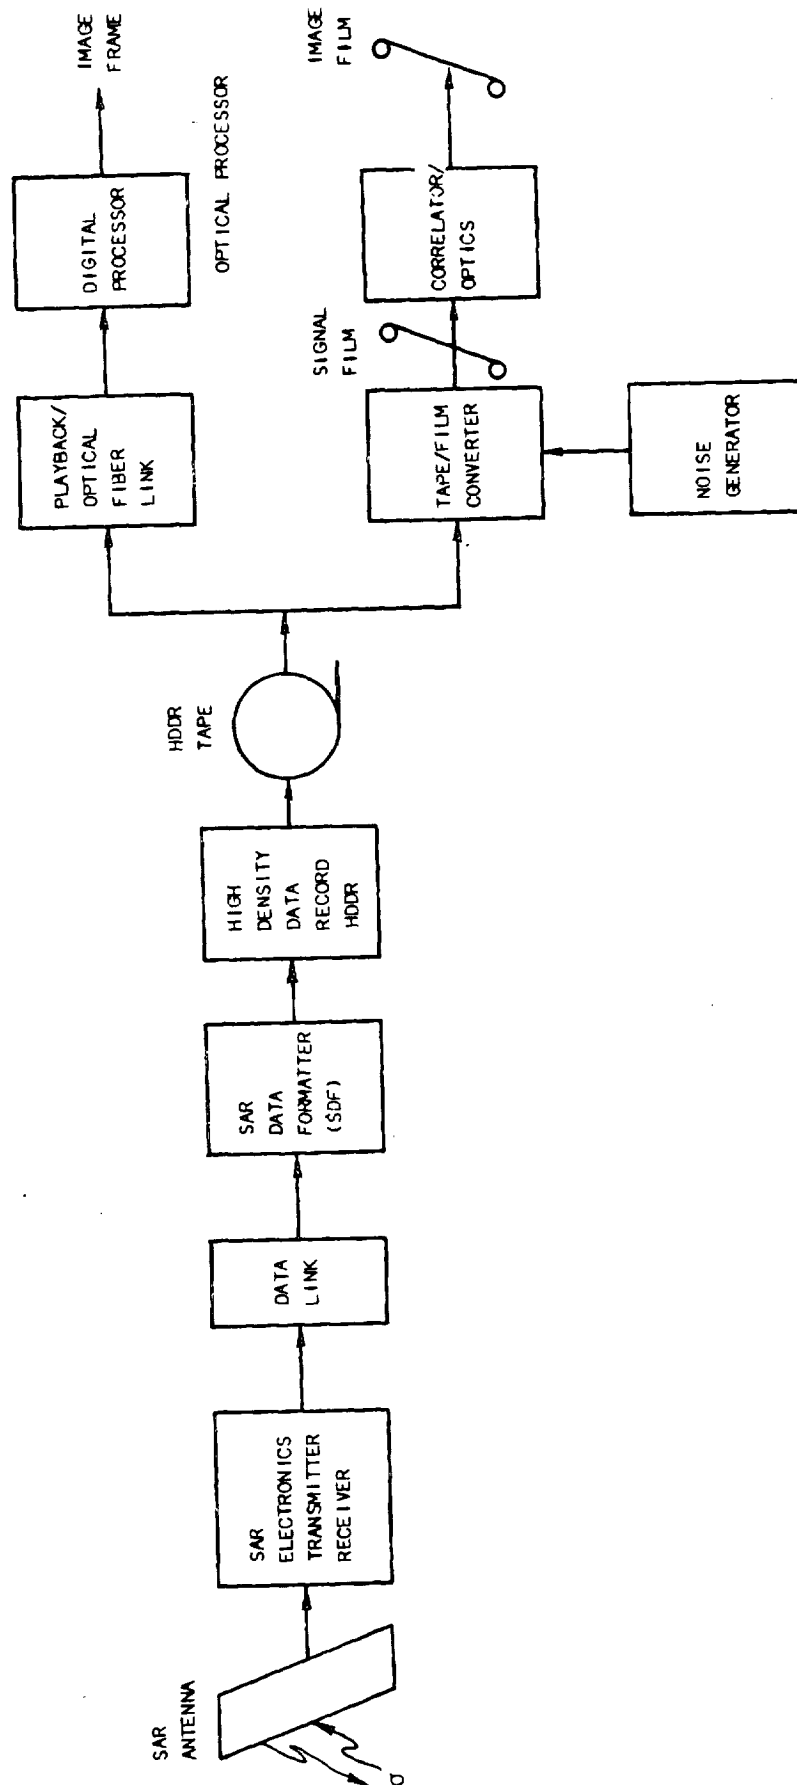 SAR
ANTENNA
σ
SAR
ELECTRONICS
TRANSMITTER
RECEIVER
DATA
LINK
SAR
DATA
FORMATTER
(SDF)
HIGH
DENSITY
DATA
RECORD
HDDR
HDDR
TAPE
PLAYBACK/
OPTICAL
FIBER
LINK
DIGITAL
PROCESSOR
IMAGE
FRAME
OPTICAL PROCESSOR
TAPE/FILM
CONVERTER
SIGNAL
FILM
CORRELATOR/
OPTICS
IMAGE
FILM
NOISE
GENERATOR